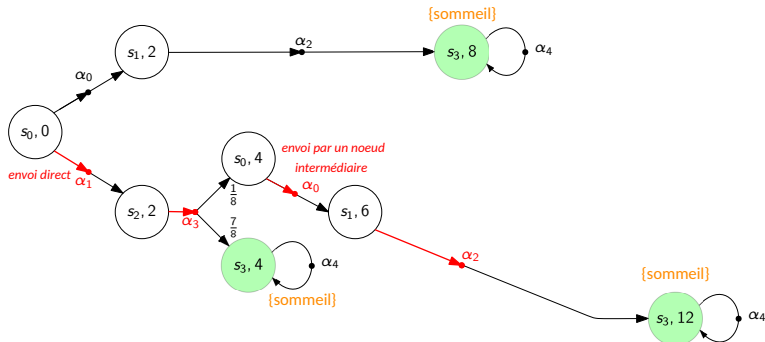 {sommeil}
s₁, 2
α₂
s₃, 8
α₄
α₀
s₀, 0
envoi direct
α₁
s₂, 2
α₃
s₀, 4
1/8
7/8
envoi par un noeud
intermédiaire
α₀
s₁, 6
s₃, 4
α₄
{sommeil}
α₂
{sommeil}
s₃, 12
α₄